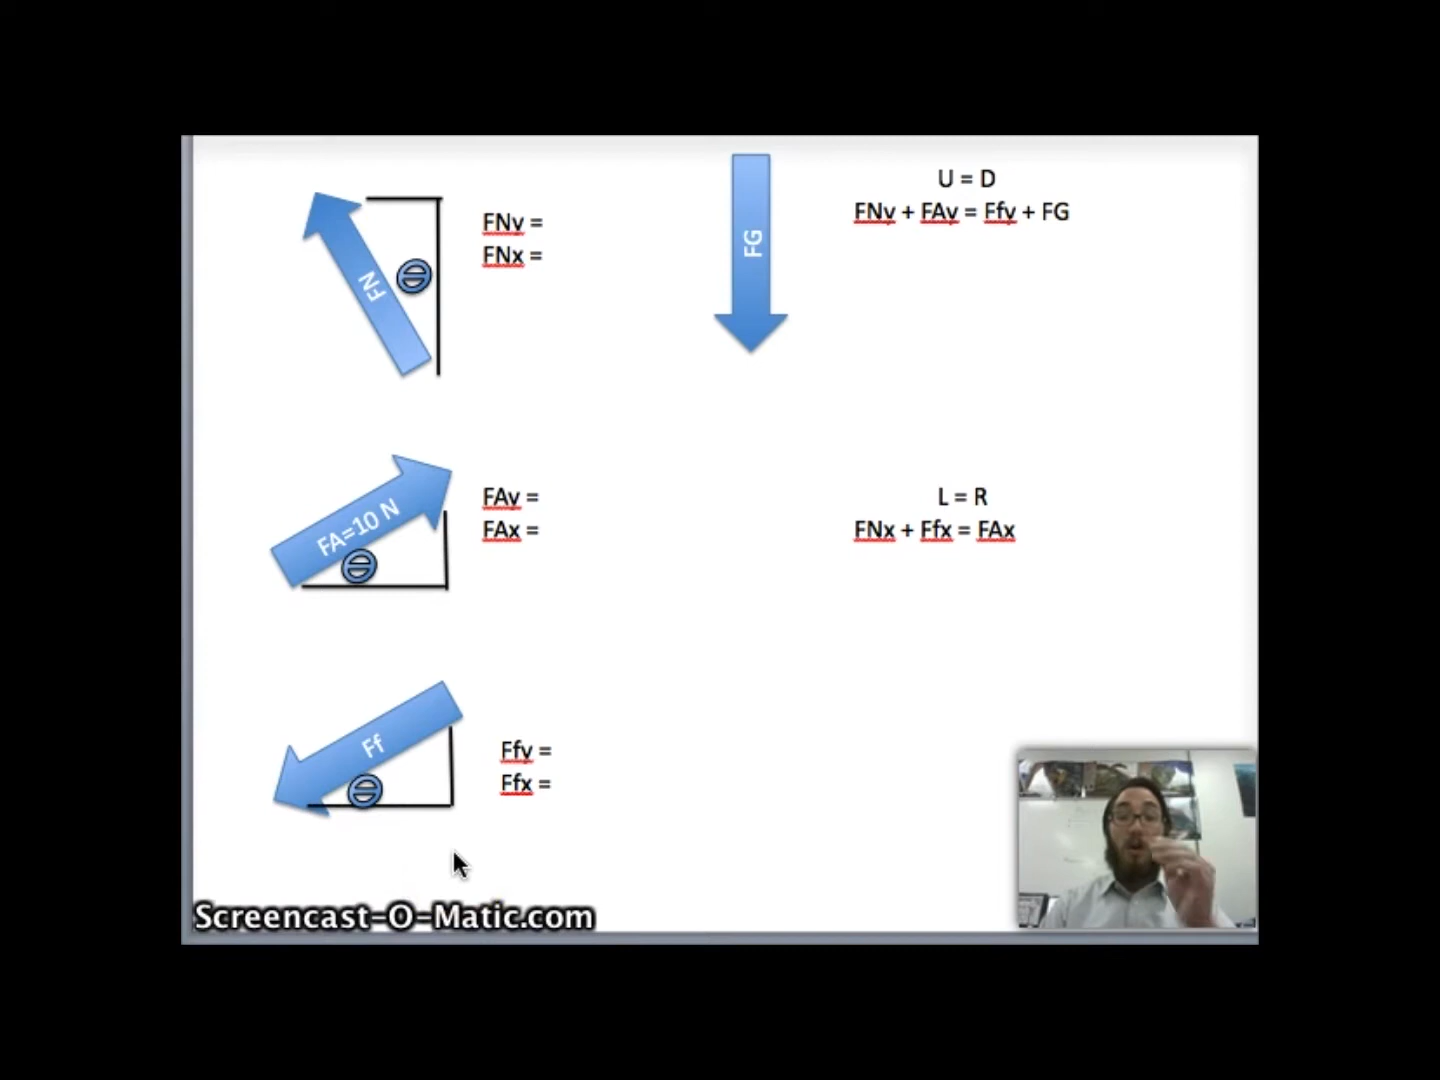 FN
FNy =
FNx =
FG
U = D
FNy + FAy = Ffy + FG
FA=10 N
FAy =
FAx =
L = R
FNx + Ffx = FAx
Ff
Ffy =
Ffx =
Screencast-O-Matic.com